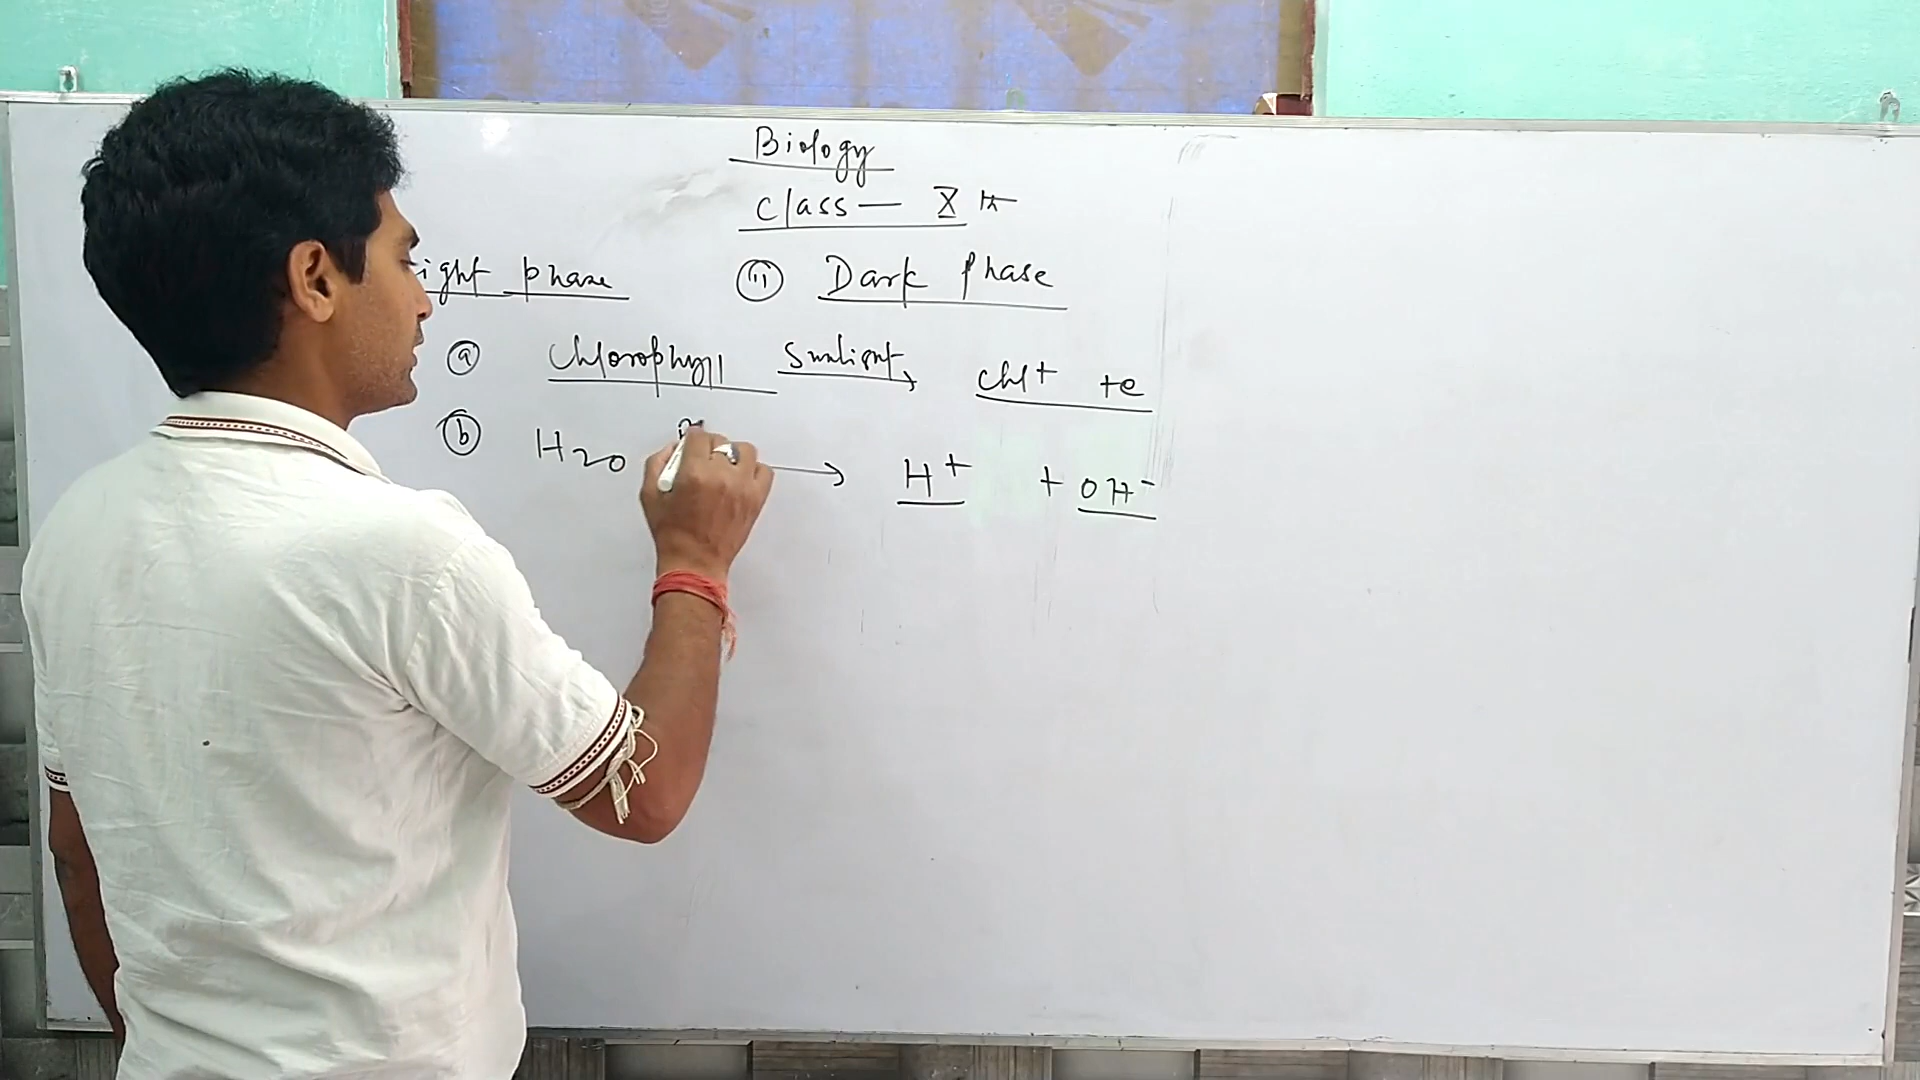 Biology
Class — X th
ight phase (ii) Dark phase
(a) Chlorophyll Sunlight → chl+ +e
(b) H2O → H+ + OH-